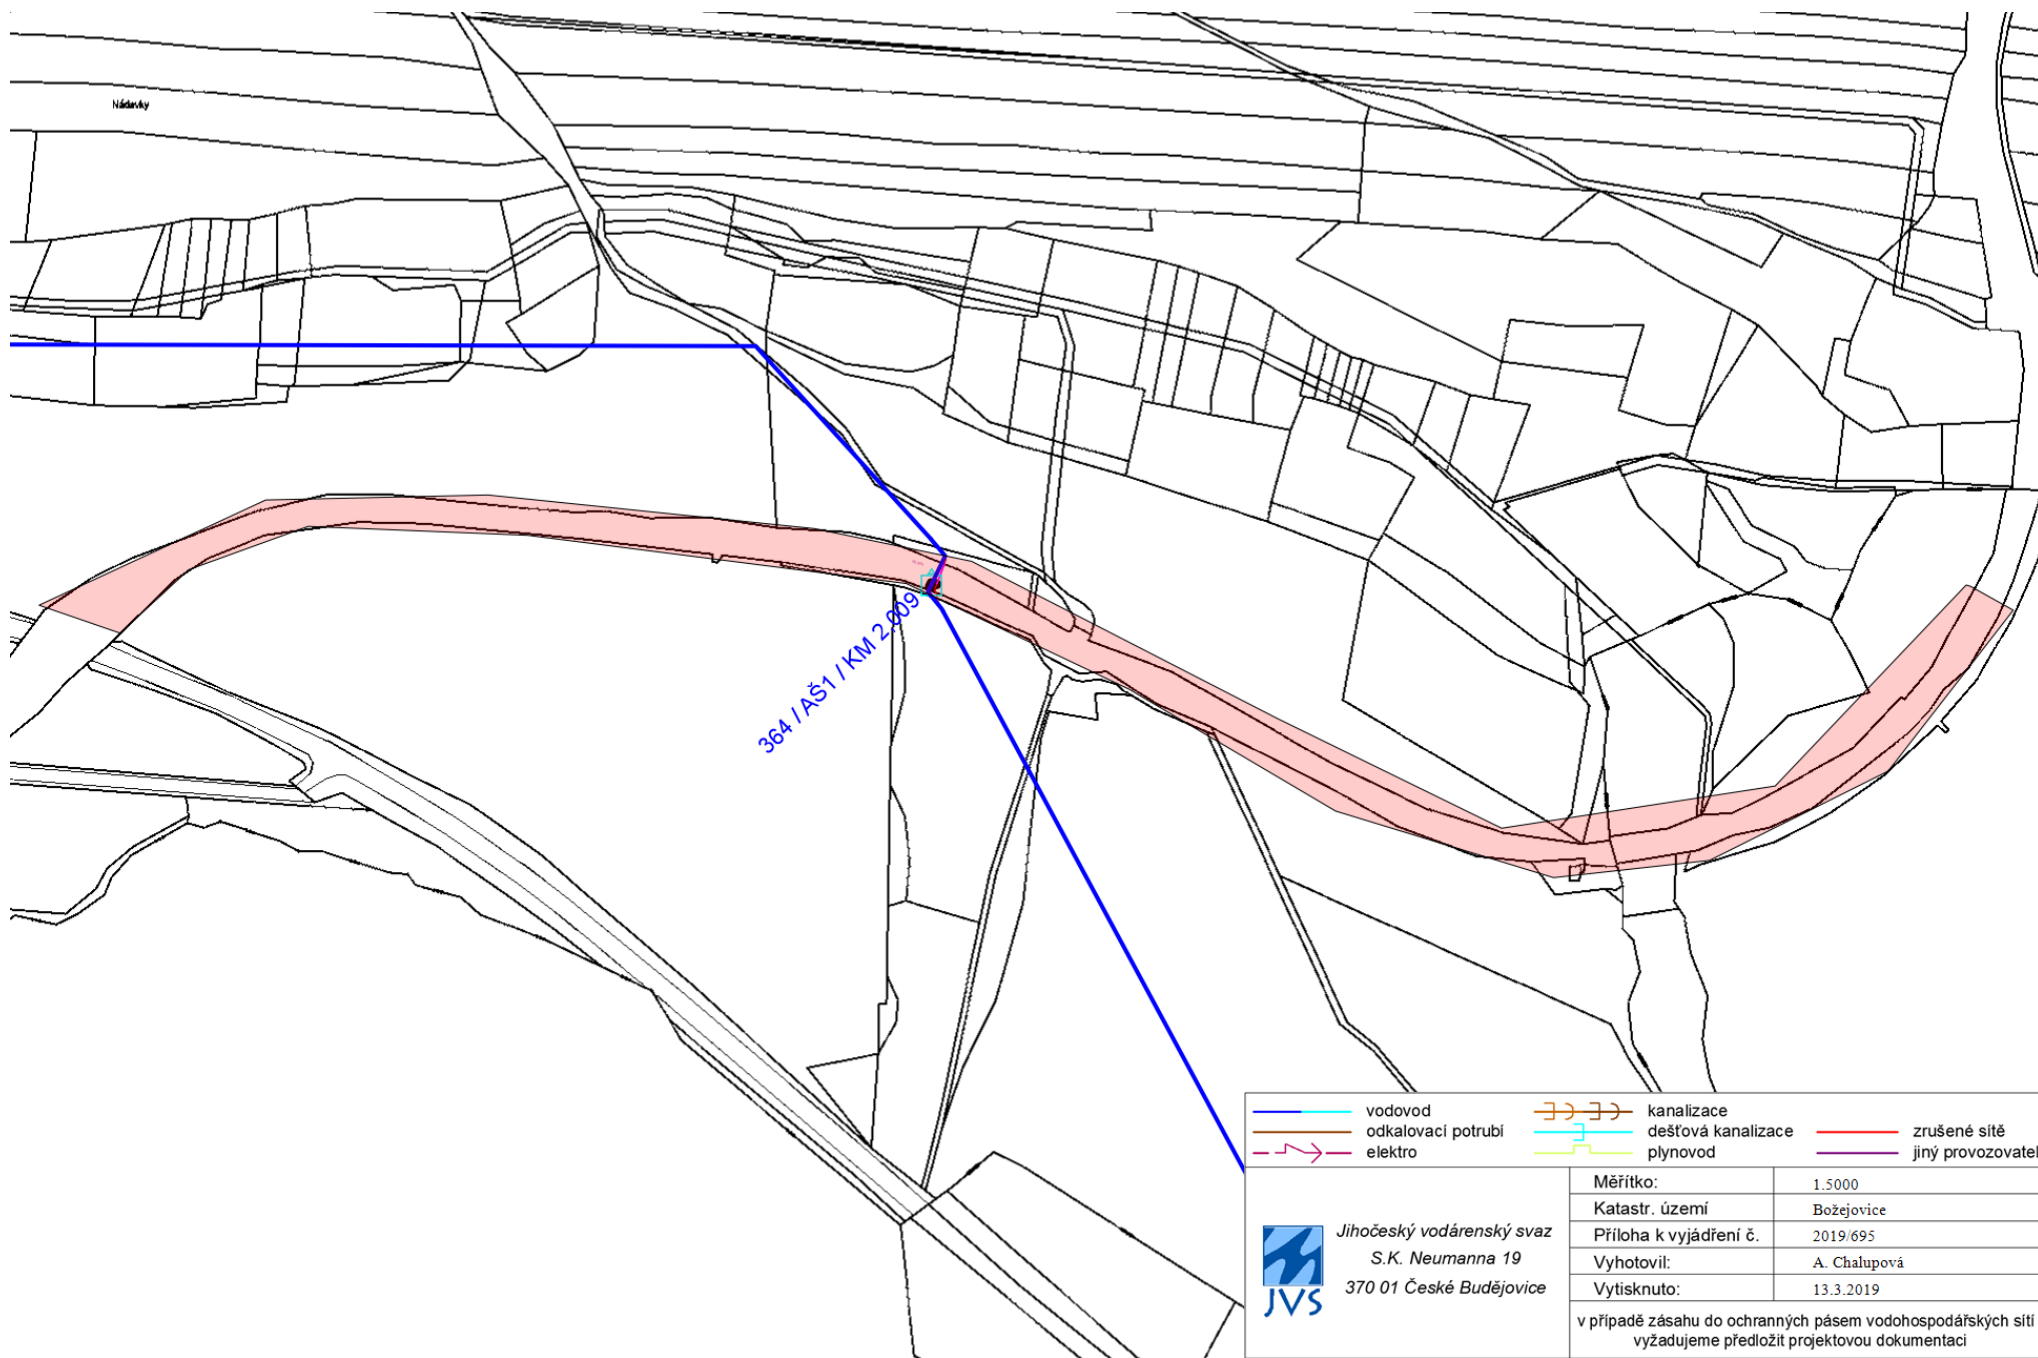 Nádavky
364 / AŠ1 / KM 2,009
vodovod
odkalovací potrubí
elektro
kanalizace
dešťová kanalizace
plynovod
zrušené sítě
jiný provozovatel
JVS
Jihočeský vodárenský svaz
S.K. Neumanna 19
370 01 České Budějovice
Měřítko: 1.5000
Katastr. území Božejovice
Příloha k vyjádření č. 2019/695
Vyhotovil: A. Chalupová
Vytisknuto: 13.3.2019
v případě zásahu do ochranných pásem vodohospodářských sítí
vyžadujeme předložit projektovou dokumentaci